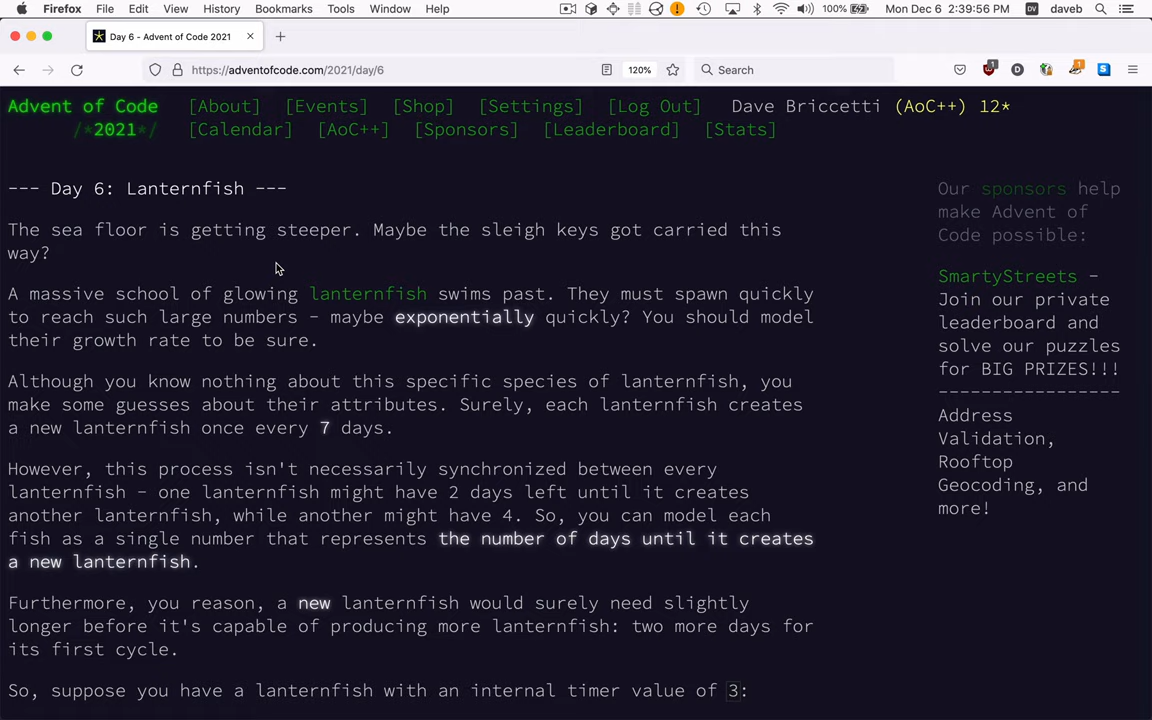 Firefox File Edit View History Bookmarks Tools Window Help 100% Mon Dec 6 2:39:56 PM DV daveb
Day 6 - Advent of Code 2021
https://adventofcode.com/2021/day/6 120% Search
Advent of Code [About] [Events] [Shop] [Settings] [Log Out] Dave Briccetti (AoC++) 12*
/*2021*/ [Calendar] [AoC++] [Sponsors] [Leaderboard] [Stats]
--- Day 6: Lanternfish ---
The sea floor is getting steeper. Maybe the sleigh keys got carried this
way?
A massive school of glowing lanternfish swims past. They must spawn quickly
to reach such large numbers - maybe exponentially quickly? You should model
their growth rate to be sure.
Although you know nothing about this specific species of lanternfish, you
make some guesses about their attributes. Surely, each lanternfish creates
a new lanternfish once every 7 days.
However, this process isn't necessarily synchronized between every
lanternfish - one lanternfish might have 2 days left until it creates
another lanternfish, while another might have 4. So, you can model each
fish as a single number that represents the number of days until it creates
a new lanternfish.
Furthermore, you reason, a new lanternfish would surely need slightly
longer before it's capable of producing more lanternfish: two more days for
its first cycle.
So, suppose you have a lanternfish with an internal timer value of 3:
Our sponsors help
make Advent of
Code possible:
SmartyStreets -
Join our private
leaderboard and
solve our puzzles
for BIG PRIZES!!!
-----------------
Address
Validation,
Rooftop
Geocoding, and
more!